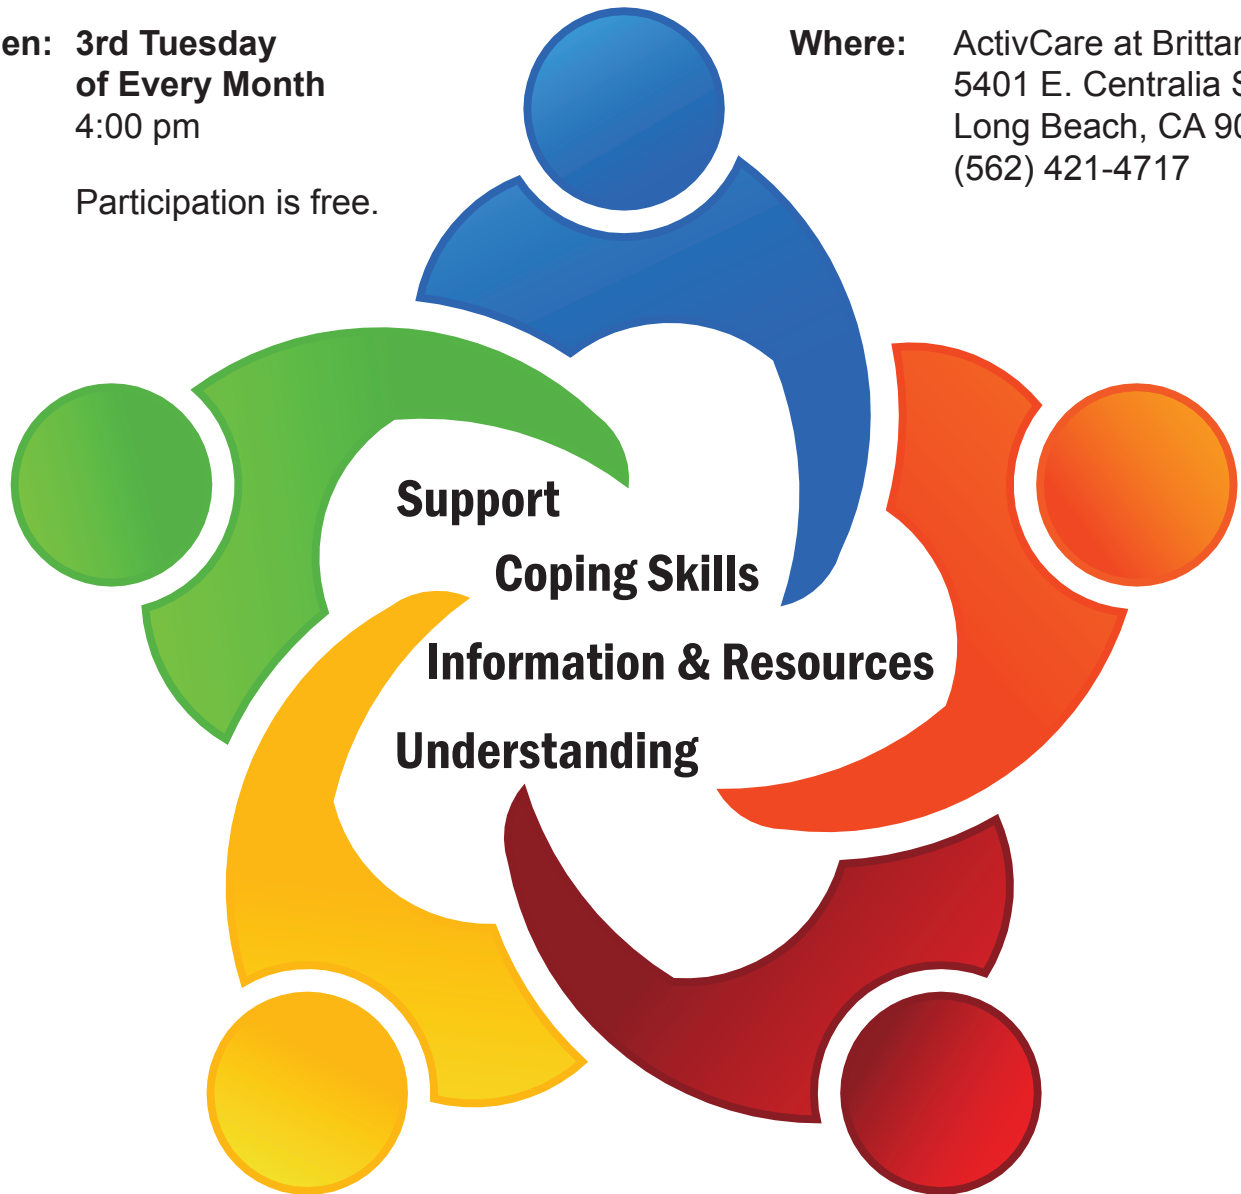 en: 3rd Tuesday
of Every Month
4:00 pm
Participation is free.
Where: ActivCare at Brittan
5401 E. Centralia S
Long Beach, CA 90
(562) 421-4717
Support
Coping Skills
Information & Resources
Understanding